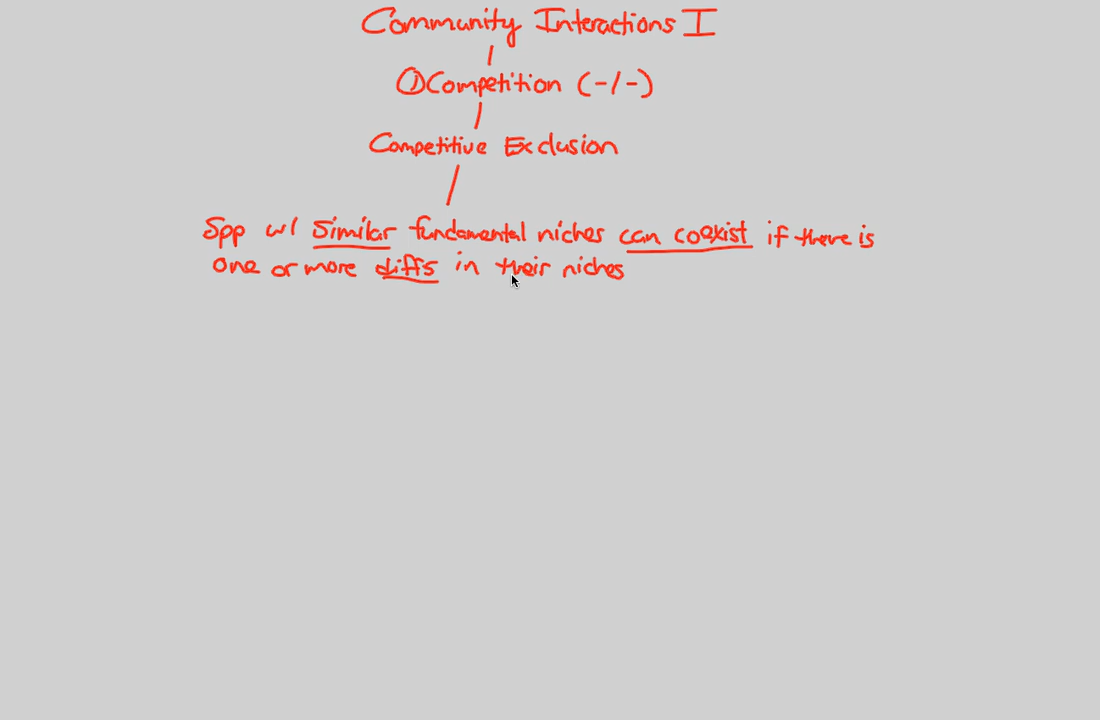 Community Interactions I
①Competition (-/-)
Competitive Exclusion
Spp w/ similar fundamental niches can coexist if there is
one or more diffs in their niches